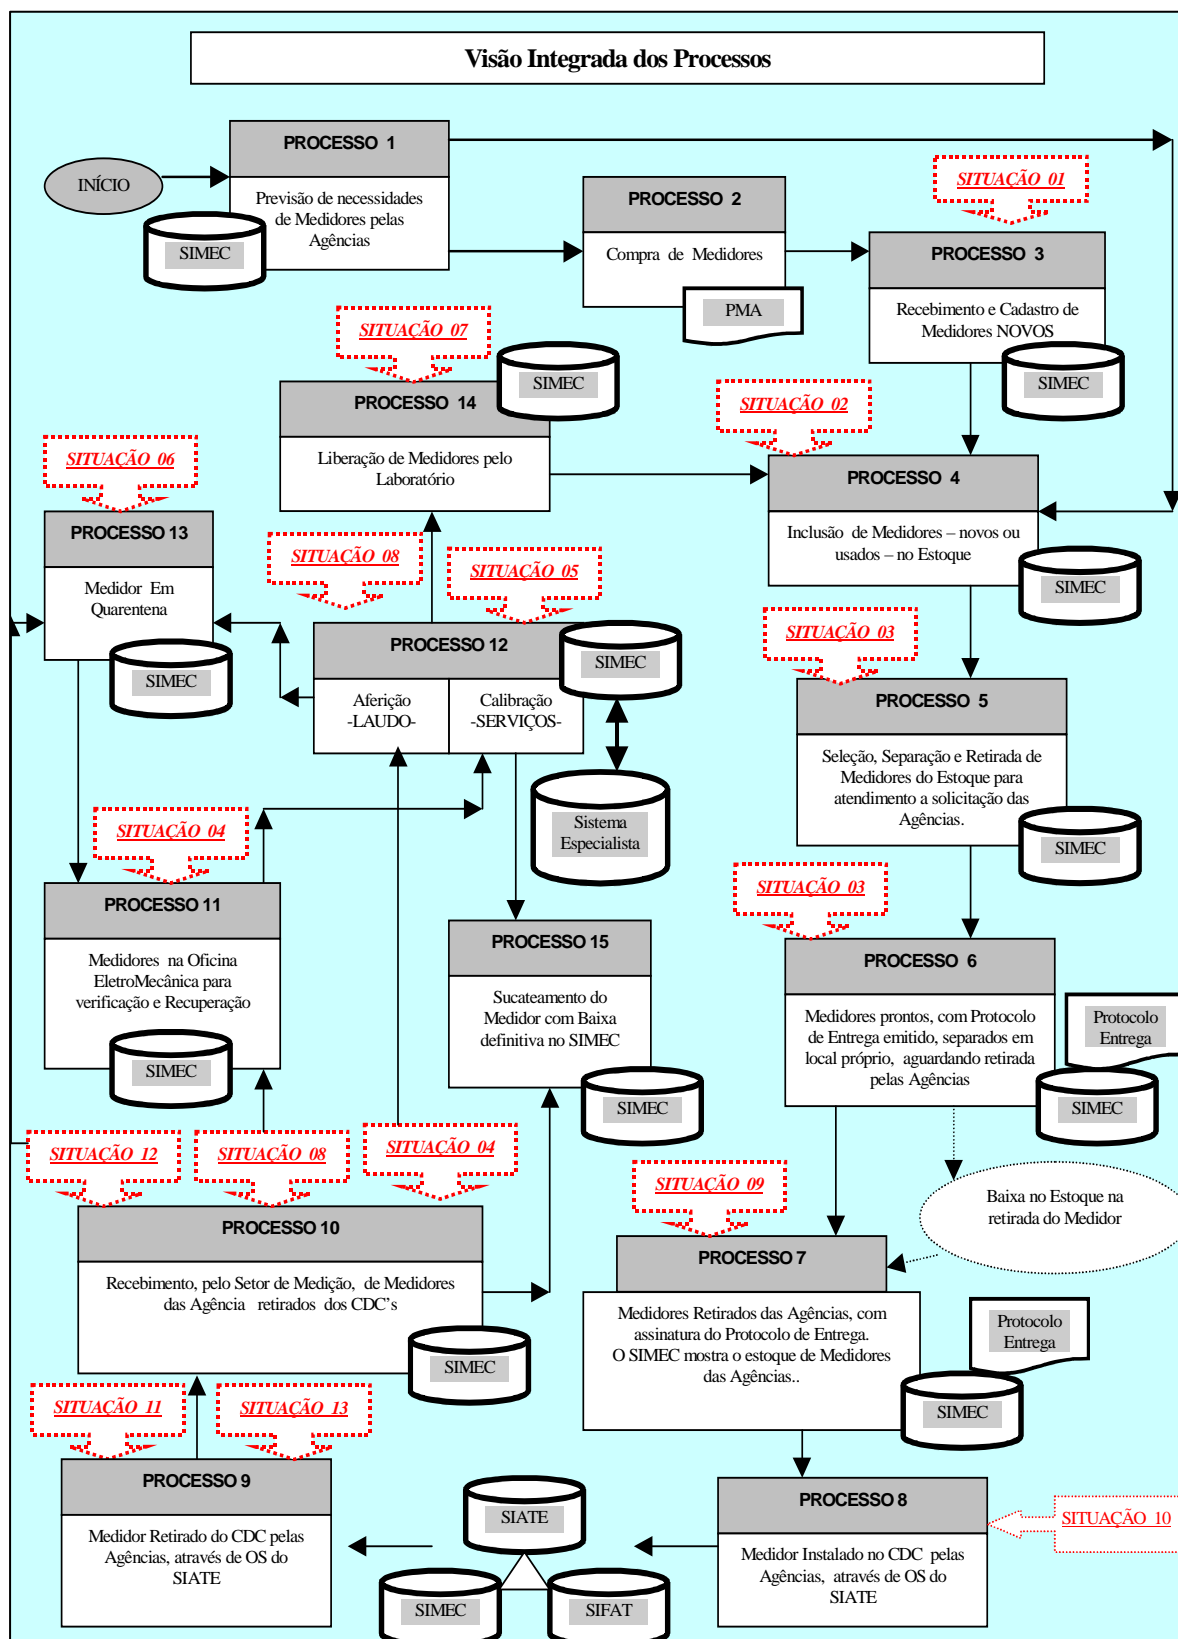 Visão Integrada dos Processos
INÍCIO
PROCESSO 1
Previsão de necessidades
de Medidores pelas
Agências
SIMEC
PROCESSO 2
Compra de Medidores
PMA
SITUAÇÃO 01
PROCESSO 3
Recebimento e Cadastro de
Medidores NOVOS
SIMEC
SITUAÇÃO 07
SIMEC
PROCESSO 14
Liberação de Medidores pelo
Laboratório
SITUAÇÃO 02
PROCESSO 4
Inclusão de Medidores – novos ou
usados – no Estoque
SIMEC
SITUAÇÃO 06
PROCESSO 13
Medidor Em
Quarentena
SIMEC
SITUAÇÃO 08
SITUAÇÃO 05
PROCESSO 12
SIMEC
Aferição
-LAUDO-
Calibração
-SERVIÇOS-
Sistema
Especialista
SITUAÇÃO 03
PROCESSO 5
Seleção, Separação e Retirada de
Medidores do Estoque para
atendimento a solicitação das
Agências.
SIMEC
SITUAÇÃO 04
PROCESSO 11
Medidores na Oficina
EletroMecânica para
verificação e Recuperação
SIMEC
PROCESSO 15
Sucateamento do
Medidor com Baixa
definitiva no SIMEC
SIMEC
SITUAÇÃO 03
PROCESSO 6
Medidores prontos, com Protocolo
de Entrega emitido, separados em
local próprio, aguardando retirada
pelas Agências
Protocolo
Entrega
SIMEC
SITUAÇÃO 12
SITUAÇÃO 08
SITUAÇÃO 04
PROCESSO 10
Recebimento, pelo Setor de Medição, de Medidores
das Agência retirados dos CDC's
SIMEC
SITUAÇÃO 09
Baixa no Estoque na
retirada do Medidor
PROCESSO 7
Medidores Retirados das Agências, com
assinatura do Protocolo de Entrega.
O SIMEC mostra o estoque de Medidores
das Agências..
Protocolo
Entrega
SIMEC
SITUAÇÃO 11
SITUAÇÃO 13
PROCESSO 9
Medidor Retirado do CDC pelas
Agências, através de OS do
SIATE
SIATE
SIMEC
SIFAT
PROCESSO 8
Medidor Instalado no CDC pelas
Agências, através de OS do
SIATE
SITUAÇÃO 10